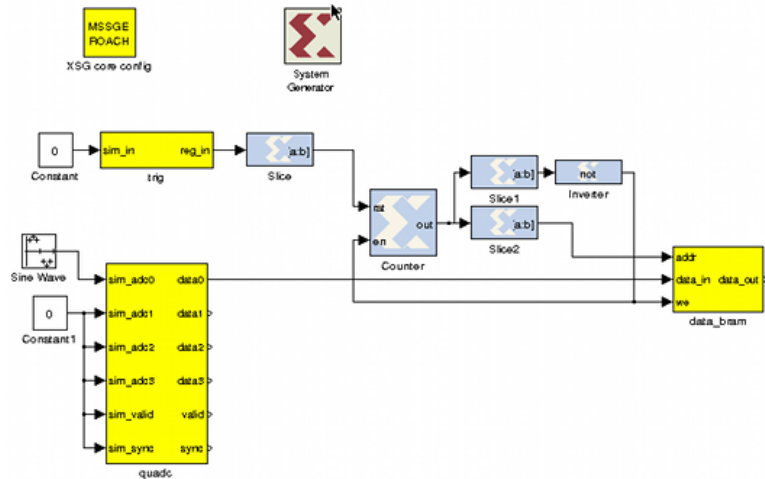 MSSGE
ROACH
XSG core config
System
Generator
0
Constant
sim_in reg_in
trig
[a:b]
Slice
rst
en
out
Counter
[a:b]
Slice1
not
Inverter
[a:b]
Slice2
Sine Wave
0
Constant1
sim_adc0 data0
sim_adc1 data1
sim_adc2 data2
sim_adc3 data3
sim_valid valid
sim_sync sync
quadc
addr
data_in data_out
we
data_bram